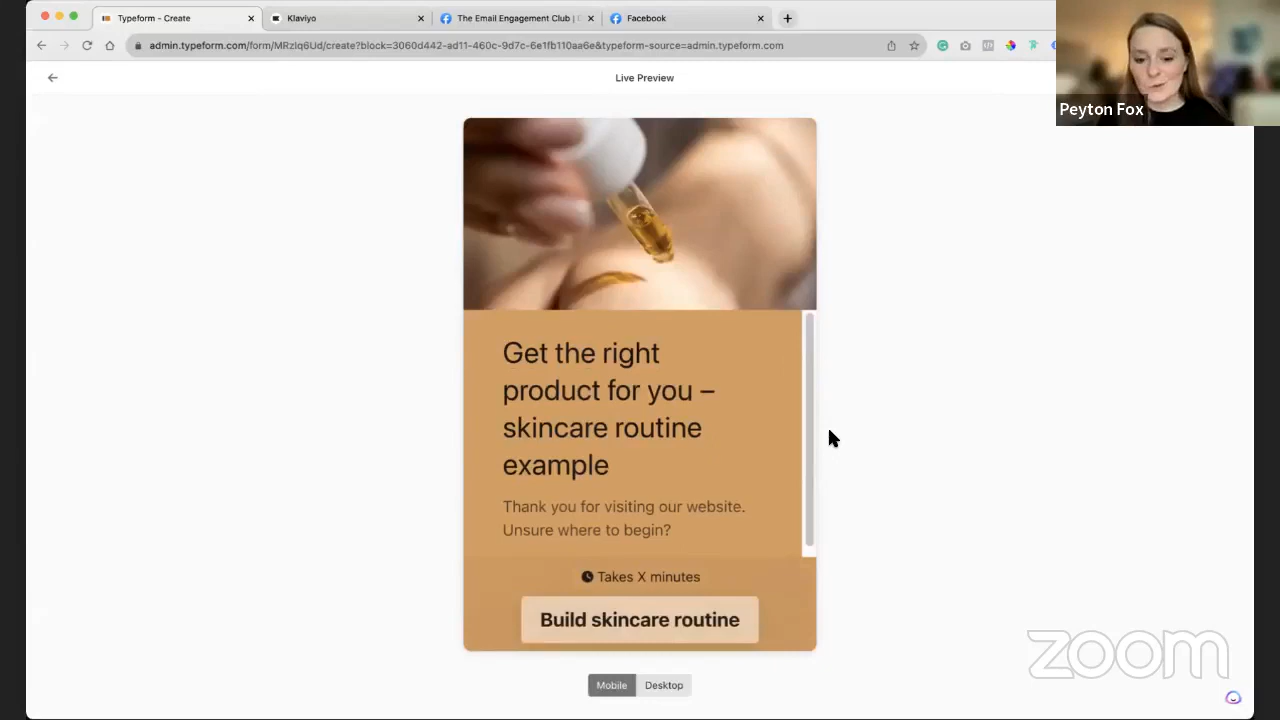 Typeform - Create
Klaviyo
The Email Engagement Club | (
Facebook
admin.typeform.com/form/MRzIq6Ud/create?block=3060d442-ad11-460c-9d7c-6e1fb110aa6e&typeform-source=admin.typeform.com
Live Preview
Peyton Fox
Get the right
product for you –
skincare routine
example
Thank you for visiting our website.
Unsure where to begin?
Takes X minutes
Build skincare routine
Mobile
Desktop
zoom